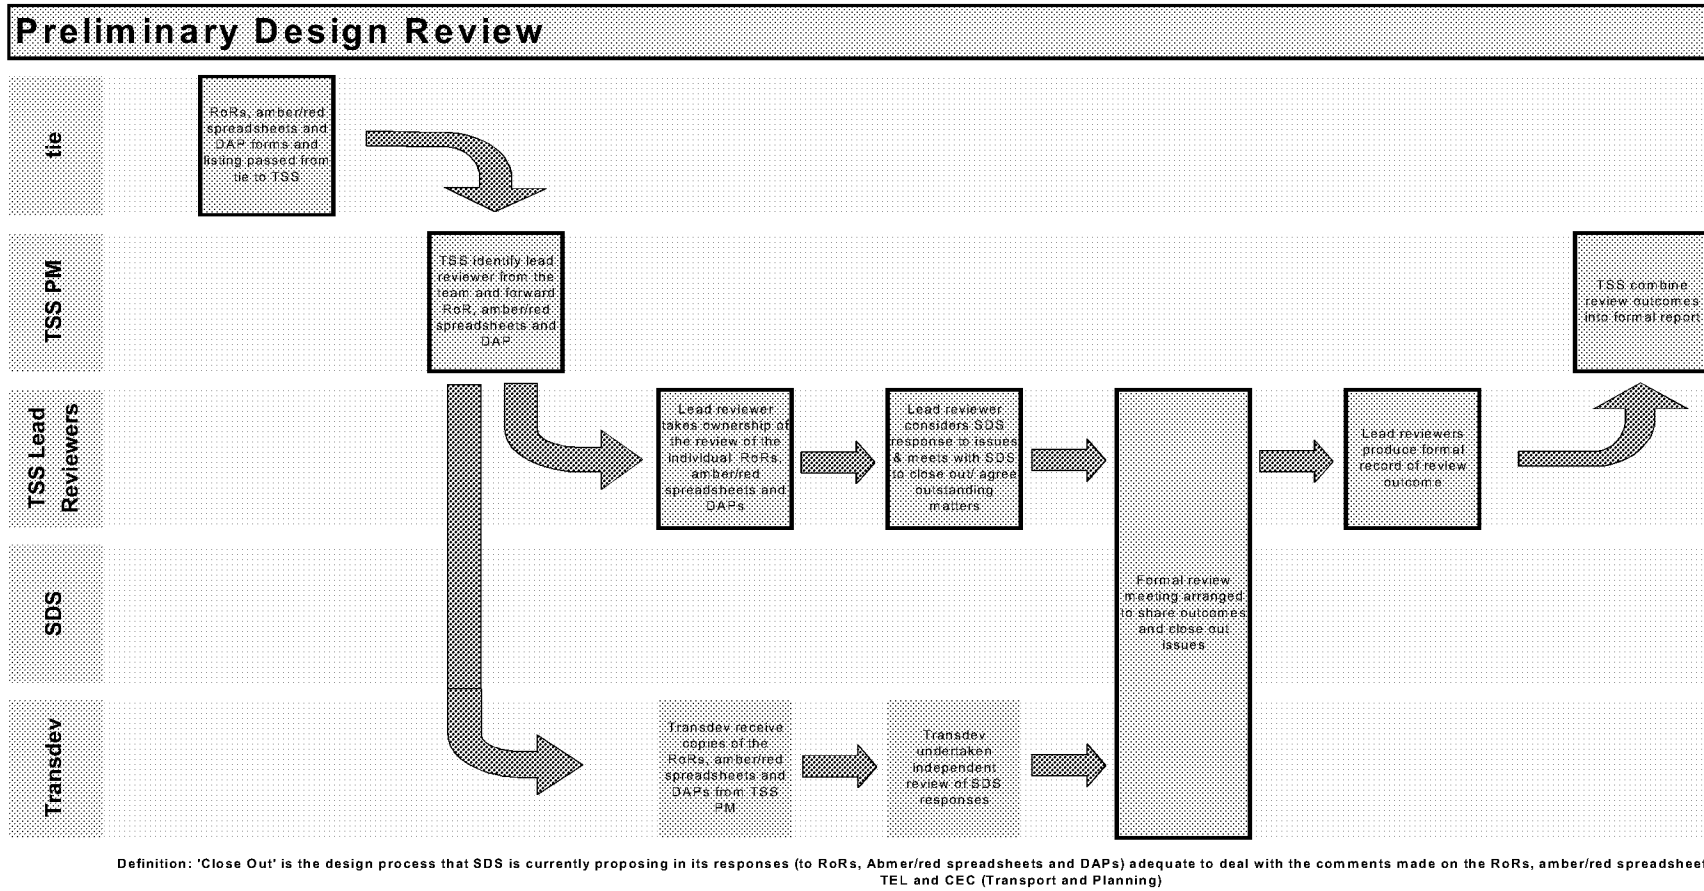 Preliminary Design Review
tie
RoRs, amber/red
spreadsheets and
DAP forms and
listing passed from
tie to TSS
TSS PM
TSS identify lead
reviewer from the
team and forward
RoR, amber/red
spreadsheets and
DAP
TSS combine
review outcomes
into formal report
TSS Lead
Reviewers
Lead reviewer
takes ownership of
the review of the
individual RoRs,
amber/red
spreadsheets and
DAPs
Lead reviewer
considers SDS
response to issues
& meets with SDS
to close out/ agree
outstanding
matters
Lead reviewers
produce formal
record of review
outcome
SDS
Formal review
meeting arranged
to share outcomes
and close out
issues
Transdev
Transdev receive
copies of the
RoRs, amber/red
spreadsheets and
DAPs from TSS
PM
Transdev
undertaken
independent
review of SDS
responses
Definition: 'Close Out' is the design process that SDS is currently proposing in its responses (to RoRs, Abmer/red spreadsheets and DAPs) adequate to deal with the comments made on the RoRs, amber/red spreadsheet
TEL and CEC (Transport and Planning)